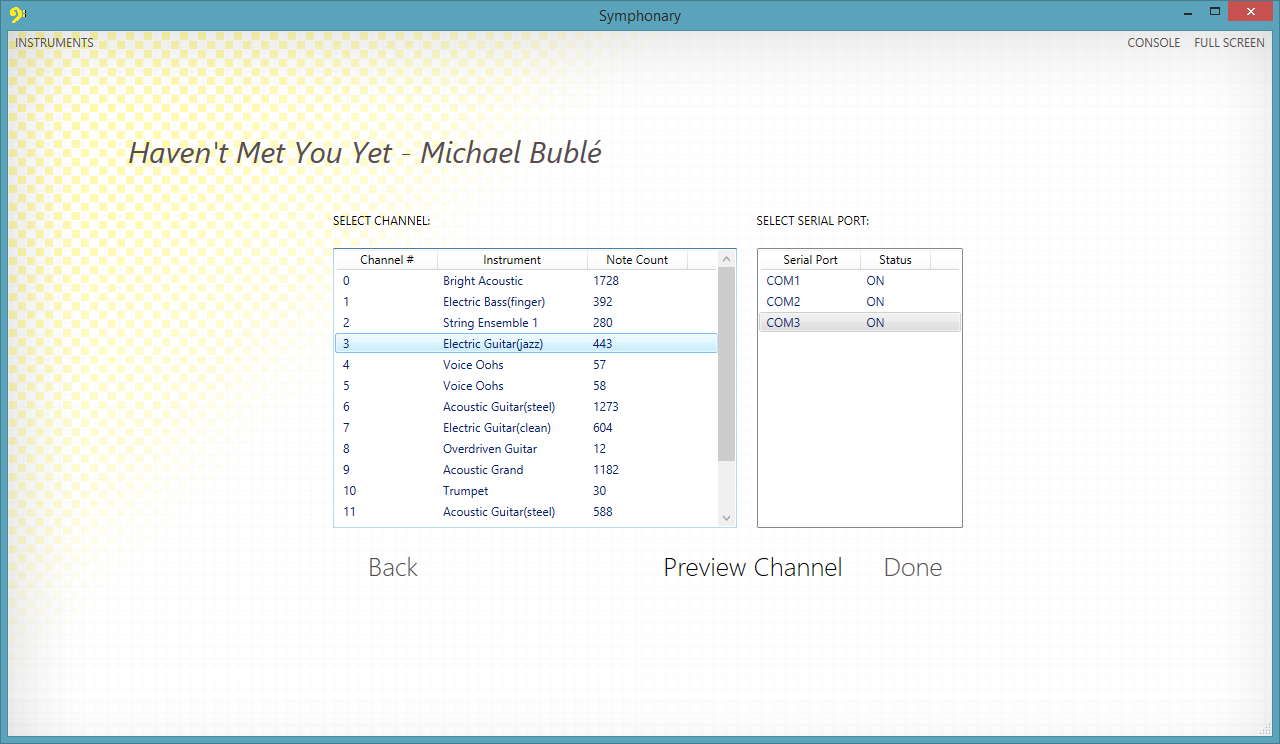 Symphonary
INSTRUMENTS CONSOLE FULL SCREEN
Haven't Met You Yet - Michael Bublé
SELECT CHANNEL: SELECT SERIAL PORT:
Channel # Instrument Note Count Serial Port Status
0 Bright Acoustic 1728 COM1 ON
1 Electric Bass(finger) 392 COM2 ON
2 String Ensemble 1 280 COM3 ON
3 Electric Guitar(jazz) 443
4 Voice Oohs 57
5 Voice Oohs 58
6 Acoustic Guitar(steel) 1273
7 Electric Guitar(clean) 604
8 Overdriven Guitar 12
9 Acoustic Grand 1182
10 Trumpet 30
11 Acoustic Guitar(steel) 588
Back Preview Channel Done